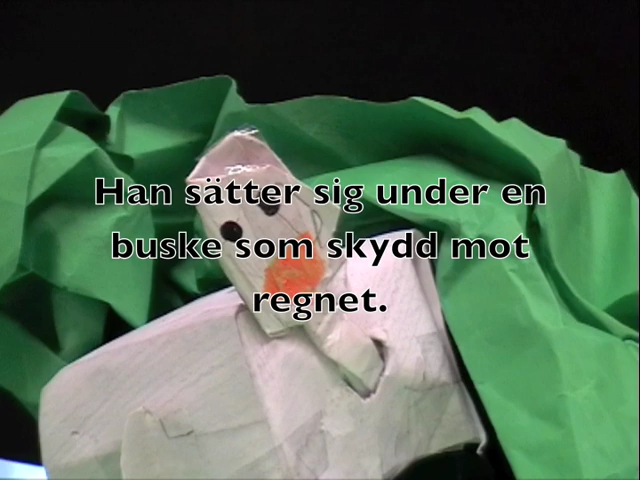 Han sätter sig under en
buske som skydd mot
regnet.